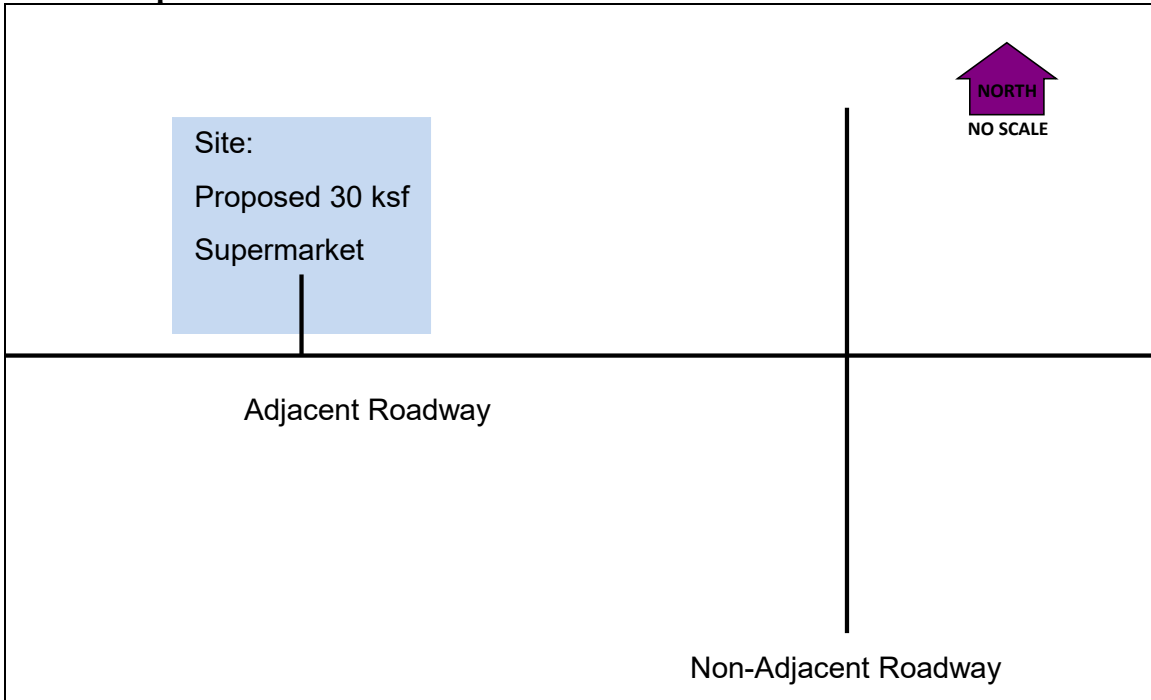 NORTH
NO SCALE
Site:
Proposed 30 ksf
Supermarket
Adjacent Roadway
Non-Adjacent Roadway